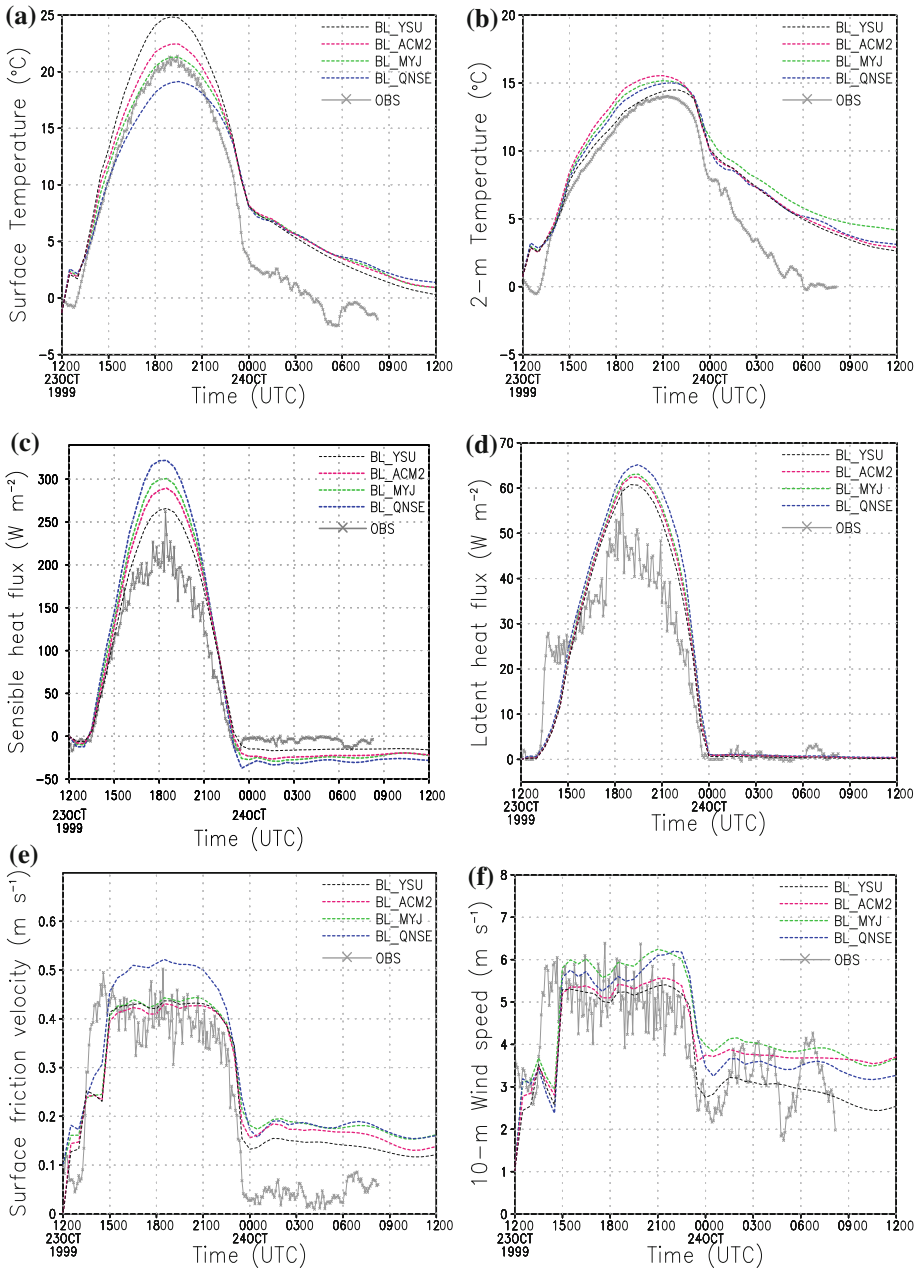 (a)
Surface Temperature (°C)
25
20
15
10
5
0
−5
BL_YSU
BL_ACM2
BL_MYJ
BL_QNSE
OBS
1200 1500 1800 2100 0000 0300 0600 0900 1200
23OCT 24OCT
1999
Time (UTC)
(b)
2−m Temperature (°C)
20
15
10
5
0
−5
BL_YSU
BL_ACM2
BL_MYJ
BL_QNSE
OBS
1200 1500 1800 2100 0000 0300 0600 0900 1200
23OCT 24OCT
1999
Time (UTC)
(c)
Sensible heat flux (W m⁻²)
300
250
200
150
100
50
0
−50
BL_YSU
BL_ACM2
BL_MYJ
BL_QNSE
OBS
1200 1500 1800 2100 0000 0300 0600 0900 1200
23OCT 24OCT
1999
Time (UTC)
(d)
Latent heat flux (W m⁻²)
70
60
50
40
30
20
10
0
BL_YSU
BL_ACM2
BL_MYJ
BL_QNSE
OBS
1200 1500 1800 2100 0000 0300 0600 0900 1200
23OCT 24OCT
1999
Time (UTC)
(e)
Surface friction velocity (m s⁻¹)
0.6
0.5
0.4
0.3
0.2
0.1
0
BL_YSU
BL_ACM2
BL_MYJ
BL_QNSE
OBS
1200 1500 1800 2100 0000 0300 0600 0900 1200
23OCT 24OCT
1999
Time (UTC)
(f)
10−m Wind speed (m s⁻¹)
8
7
6
5
4
3
2
1
0
BL_YSU
BL_ACM2
BL_MYJ
BL_QNSE
OBS
1200 1500 1800 2100 0000 0300 0600 0900 1200
23OCT 24OCT
1999
Time (UTC)